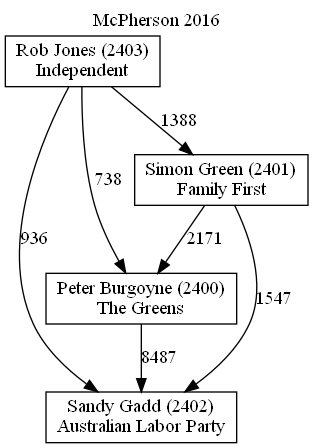 McPherson 2016
Rob Jones (2403)
Independent
1388
Simon Green (2401)
Family First
738
936
2171
1547
Peter Burgoyne (2400)
The Greens
8487
Sandy Gadd (2402)
Australian Labor Party